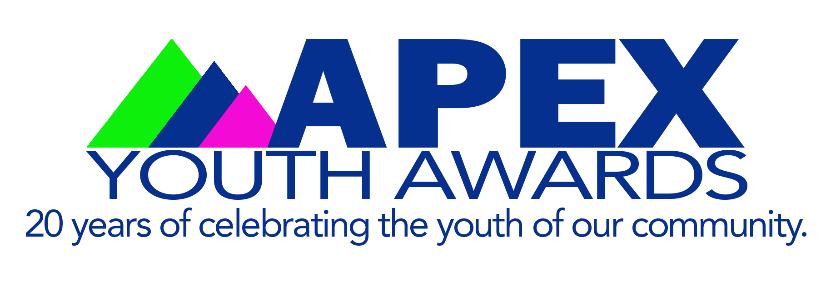 APEX
YOUTH AWARDS
20 years of celebrating the youth of our community.